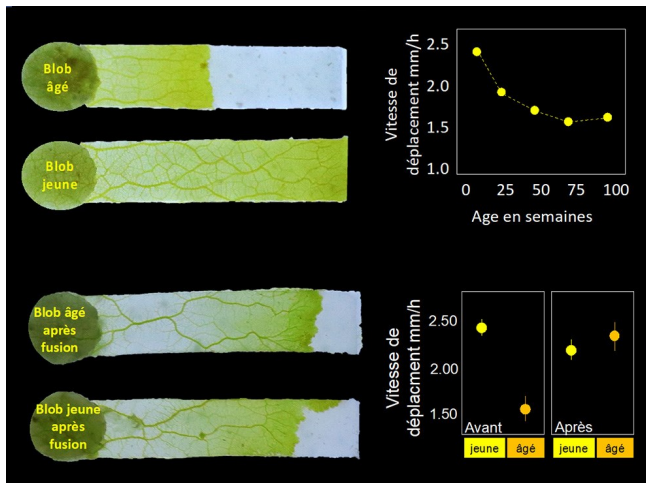 Blob
âgé
Blob
jeune
Vitesse de
déplacement mm/h
2.5
2.0
1.5
1.0
0
25
50
75
100
Age en semaines
Blob âgé
après
fusion
Blob jeune
après
fusion
Vitesse de
déplacment mm/h
2.50
2.00
1.50
Avant
Après
jeune
âgé
jeune
âgé